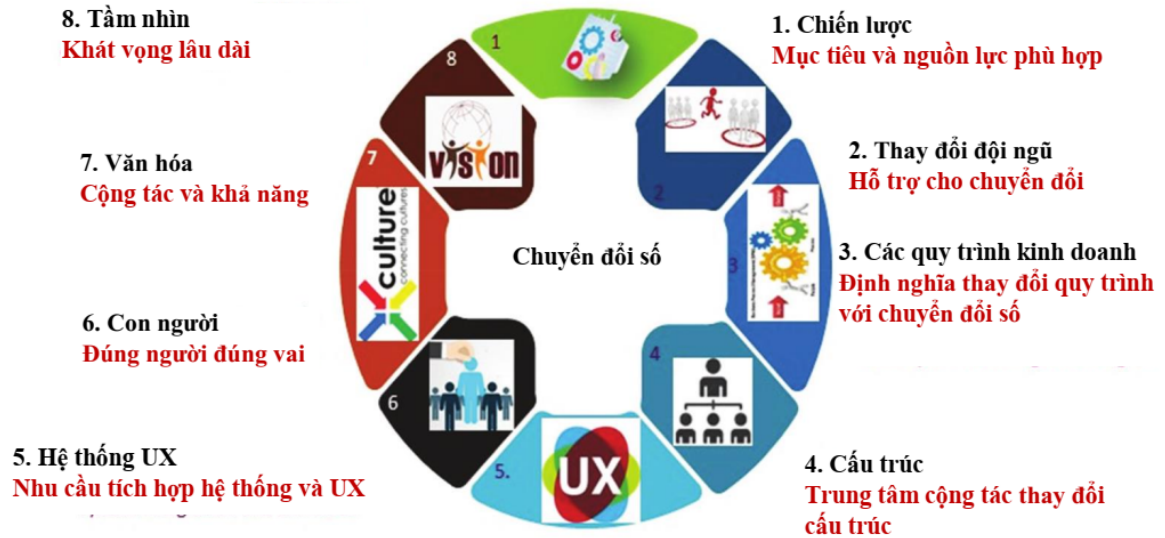 8. Tầm nhìn
Khát vọng lâu dài
1. Chiến lược
Mục tiêu và nguồn lực phù hợp
7. Văn hóa
Cộng tác và khả năng
2. Thay đổi đội ngũ
Hỗ trợ cho chuyển đổi
Chuyển đổi số
3. Các quy trình kinh doanh
Định nghĩa thay đổi quy trình
với chuyển đổi số
6. Con người
Đúng người đúng vai
5. Hệ thống UX
Nhu cầu tích hợp hệ thống và UX
4. Cấu trúc
Trung tâm cộng tác thay đổi
cấu trúc
1
2
3
4
5.
UX
6
7
culture
connecting cultures
8
vision